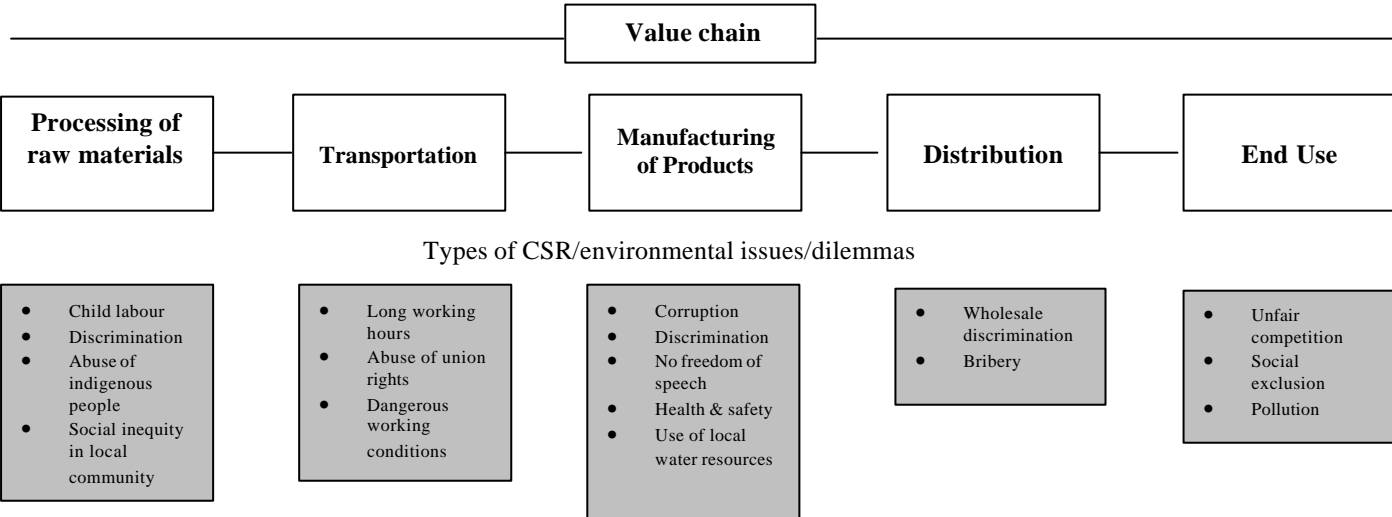 Value chain
Processing of
raw materials
Transportation
Manufacturing
of Products
Distribution
End Use
Types of CSR/environmental issues/dilemmas
• Child labour
• Discrimination
• Abuse of
indigenous
people
• Social inequity
in local
community
• Long working
hours
• Abuse of union
rights
• Dangerous
working
conditions
• Corruption
• Discrimination
• No freedom of
speech
• Health & safety
• Use of local
water resources
• Wholesale
discrimination
• Bribery
• Unfair
competition
• Social
exclusion
• Pollution